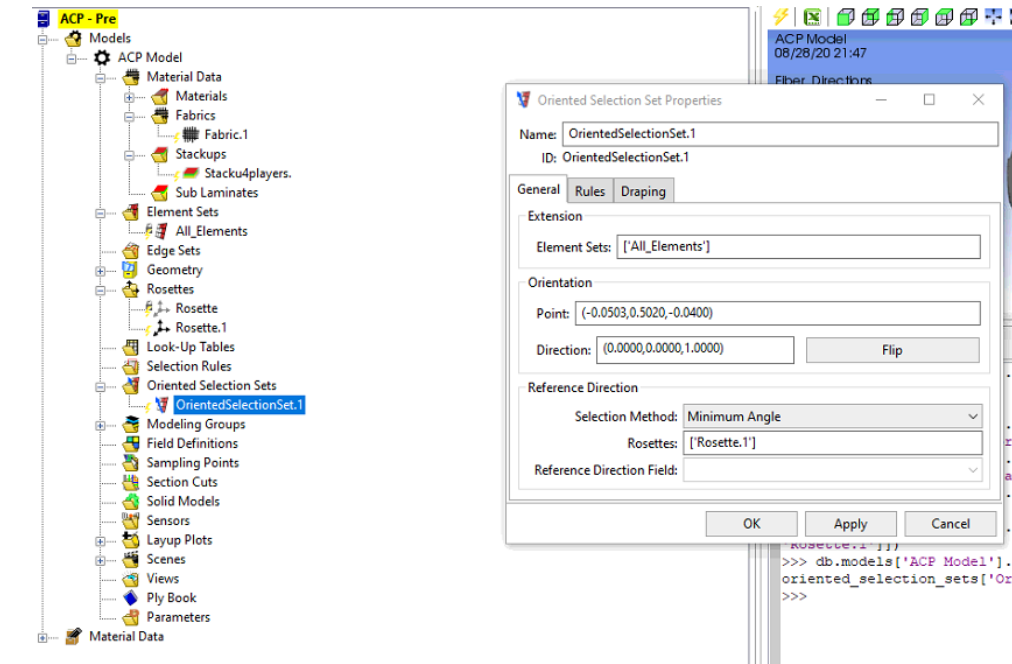 ACP - Pre
Models
ACP Model
Material Data
Materials
Fabrics
Fabric.1
Stackups
Stacku4players.
Sub Laminates
Element Sets
All_Elements
Edge Sets
Geometry
Rosettes
Rosette
Rosette.1
Look-Up Tables
Selection Rules
Oriented Selection Sets
OrientedSelectionSet.1
Modeling Groups
Field Definitions
Sampling Points
Section Cuts
Solid Models
Sensors
Layup Plots
Scenes
Views
Ply Book
Parameters
Material Data
ACP Model
08/28/20 21:47
Fiber Directions
Oriented Selection Set Properties
Name: OrientedSelectionSet.1
ID: OrientedSelectionSet.1
General Rules Draping
Extension
Element Sets: ['All_Elements']
Orientation
Point: (-0.0503,0.5020,-0.0400)
Direction: (0.0000,0.0000,1.0000) Flip
Reference Direction
Selection Method: Minimum Angle
Rosettes: ['Rosette.1']
Reference Direction Field:
OK Apply Cancel
'Rosette.1']])
>>> db.models['ACP Model'].
oriented_selection_sets['Or
>>>